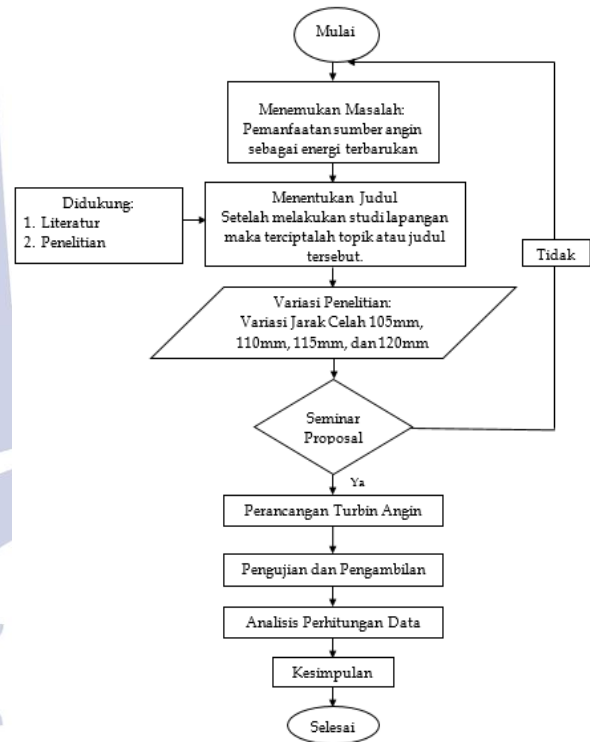 Mulai
Menemukan Masalah:
Pemanfaatan sumber angin
sebagai energi terbarukan
Didukung:
1. Literatur
2. Penelitian
Menentukan Judul
Setelah melakukan studi lapangan
maka terciptalah topik atau judul
tersebut.
Tidak
Variasi Penelitian:
Variasi Jarak Celah 105mm,
110mm, 115mm, dan 120mm
Seminar
Proposal
Ya
Perancangan Turbin Angin
Pengujian dan Pengambilan
Analisis Perhitungan Data
Kesimpulan
Selesai